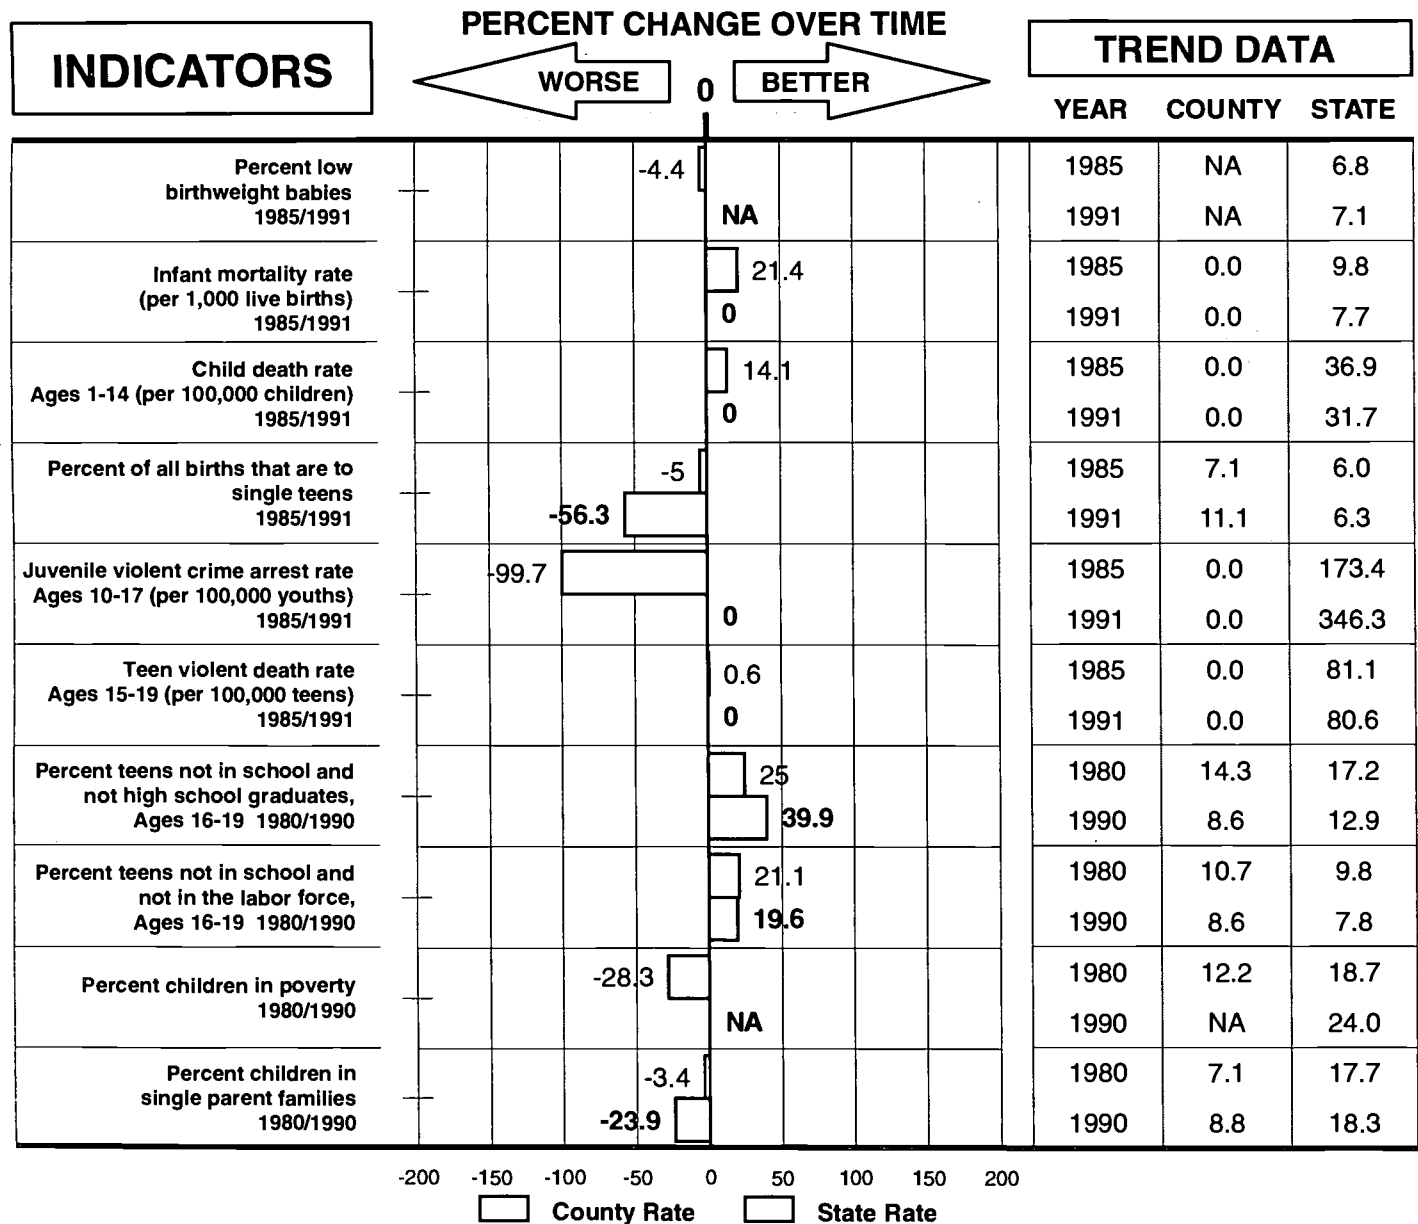 PERCENT CHANGE OVER TIME
INDICATORS
WORSE 0 BETTER
TREND DATA
YEAR COUNTY STATE
Percent low
birthweight babies
1985/1991
-4.4
NA
1985 NA 6.8
1991 NA 7.1
Infant mortality rate
(per 1,000 live births)
1985/1991
21.4
0
1985 0.0 9.8
1991 0.0 7.7
Child death rate
Ages 1-14 (per 100,000 children)
1985/1991
14.1
0
1985 0.0 36.9
1991 0.0 31.7
Percent of all births that are to
single teens
1985/1991
-5
-56.3
1985 7.1 6.0
1991 11.1 6.3
Juvenile violent crime arrest rate
Ages 10-17 (per 100,000 youths)
1985/1991
-99.7
0
1985 0.0 173.4
1991 0.0 346.3
Teen violent death rate
Ages 15-19 (per 100,000 teens)
1985/1991
0.6
0
1985 0.0 81.1
1991 0.0 80.6
Percent teens not in school and
not high school graduates,
Ages 16-19 1980/1990
25
39.9
1980 14.3 17.2
1990 8.6 12.9
Percent teens not in school and
not in the labor force,
Ages 16-19 1980/1990
21.1
19.6
1980 10.7 9.8
1990 8.6 7.8
Percent children in poverty
1980/1990
-28.3
NA
1980 12.2 18.7
1990 NA 24.0
Percent children in
single parent families
1980/1990
-3.4
-23.9
1980 7.1 17.7
1990 8.8 18.3
-200 -150 -100 -50 0 50 100 150 200
County Rate State Rate